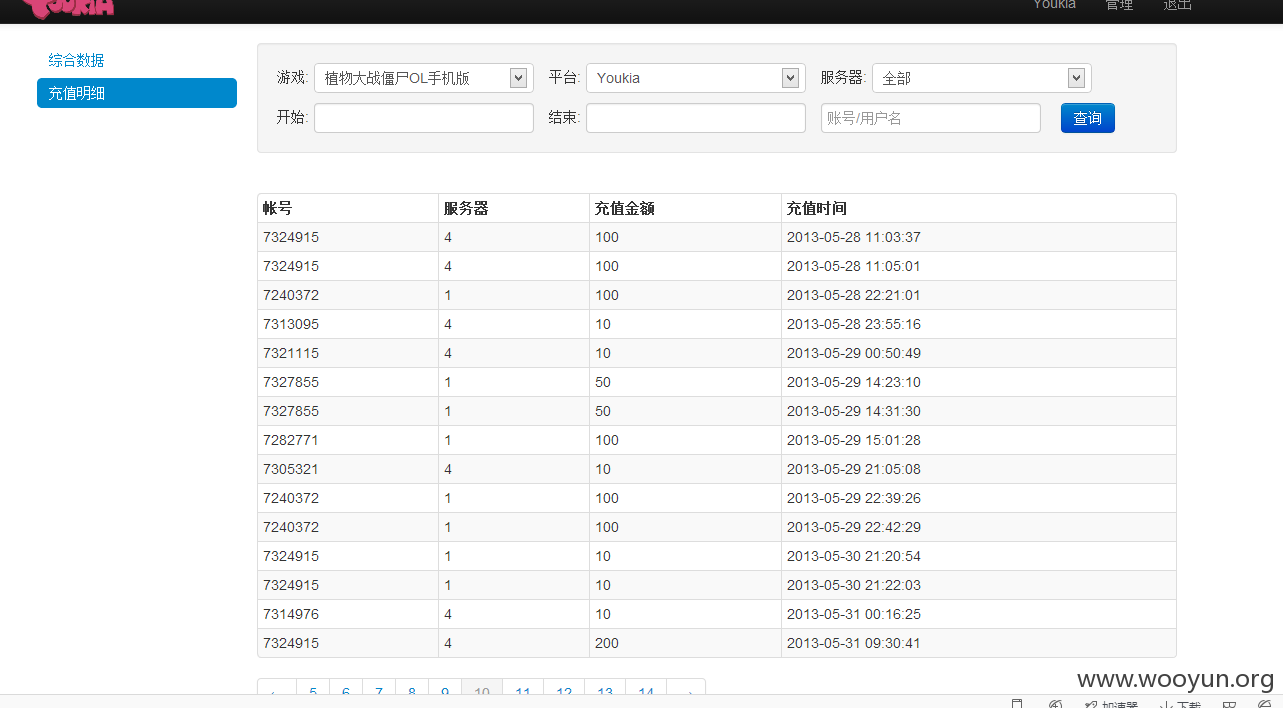 YOUKIA Youkia 管理 退出
综合数据
充值明细
游戏: 植物大战僵尸OL手机版 平台: Youkia 服务器: 全部
开始: 结束: 账号/用户名 查询
帐号 服务器 充值金额 充值时间
7324915 4 100 2013-05-28 11:03:37
7324915 4 100 2013-05-28 11:05:01
7240372 1 100 2013-05-28 22:21:01
7313095 4 10 2013-05-28 23:55:16
7321115 4 10 2013-05-29 00:50:49
7327855 1 50 2013-05-29 14:23:10
7327855 1 50 2013-05-29 14:31:30
7282771 1 100 2013-05-29 15:01:28
7305321 4 10 2013-05-29 21:05:08
7240372 1 100 2013-05-29 22:39:26
7240372 1 100 2013-05-29 22:42:29
7324915 1 10 2013-05-30 21:20:54
7324915 1 10 2013-05-30 21:22:03
7314976 4 10 2013-05-31 00:16:25
7324915 4 200 2013-05-31 09:30:41
← 5 6 7 8 9 10 11 12 13 14 →
www.wooyun.org
加速器 下载